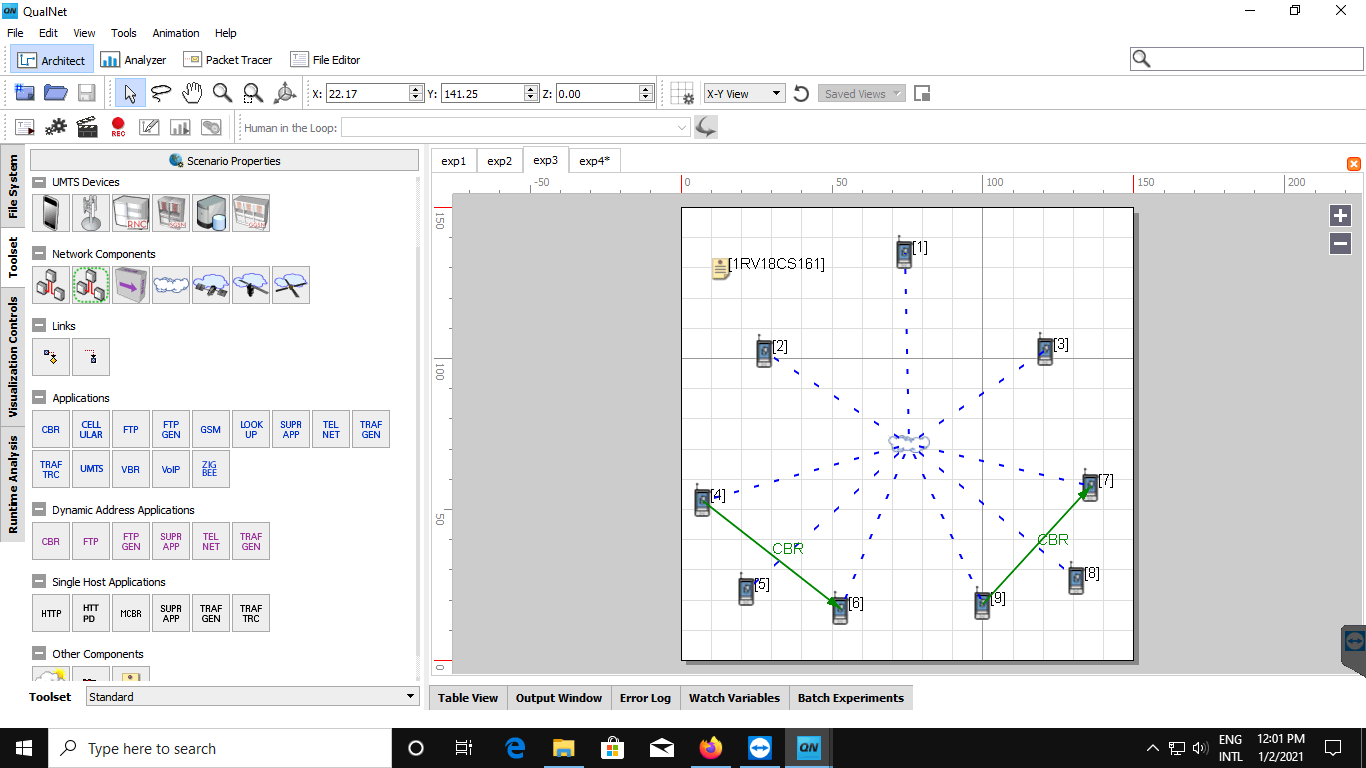 QualNet
File Edit View Tools Animation Help
Architect Analyzer Packet Tracer File Editor
X: 22.17 Y: 141.25 Z: 0.00 X-Y View Saved Views
REC Human in the Loop:
File System
Toolset
Visualization Controls
Runtime Analysis
Scenario Properties
UMTS Devices
RNC
Network Components
Links
Applications
CBR CELL ULAR FTP FTP GEN GSM LOOK UP SUPR APP TEL NET TRAF GEN
TRAF TRC UMTS VBR VoIP ZIG BEE
Dynamic Address Applications
CBR FTP FTP GEN SUPR APP TEL NET TRAF GEN
Single Host Applications
HTTP HTT PD MCBR SUPR APP TRAF GEN TRAF TRC
Other Components
Toolset Standard
exp1 exp2 exp3 exp4*
-50 0 50 100 150 200
150
100
50
0
[1]
[1RV18CS161]
[2] [3]
[4] [7]
CBR CBR
[5] [8]
[6] [9]
Table View Output Window Error Log Watch Variables Batch Experiments
Type here to search
QN
ENG
INTL
12:01 PM
1/2/2021